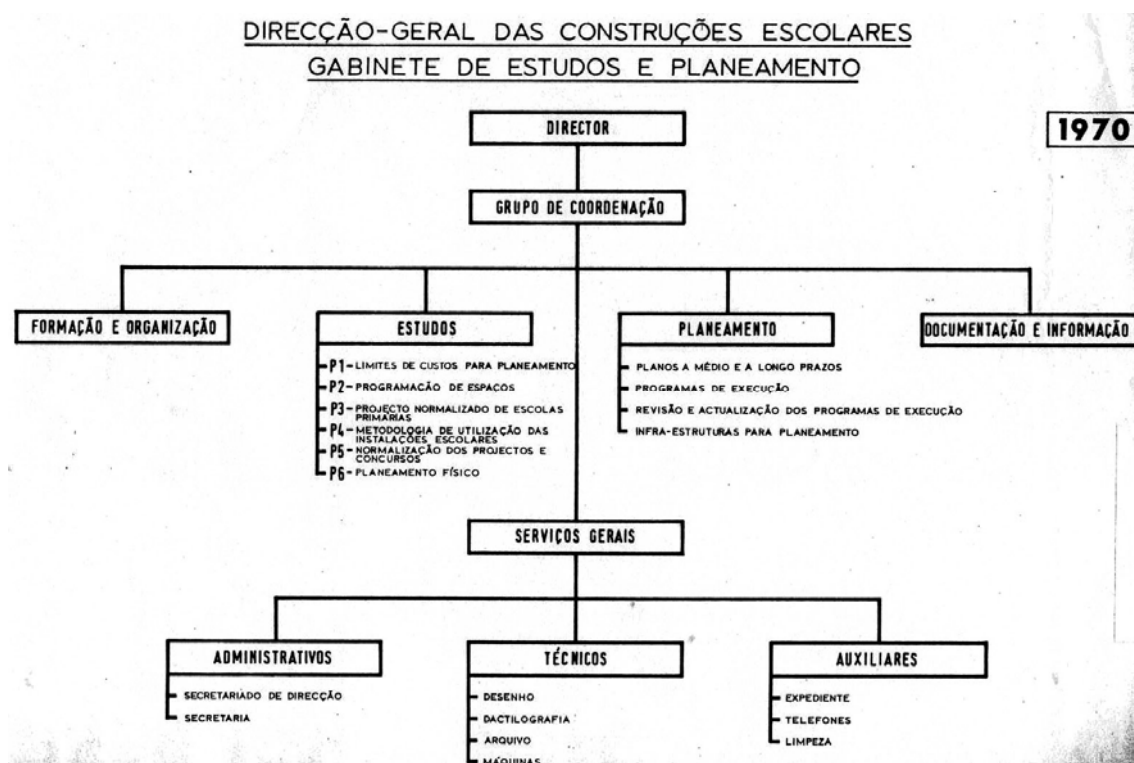 DIRECÇÃO-GERAL DAS CONSTRUÇÕES ESCOLARES
GABINETE DE ESTUDOS E PLANEAMENTO
DIRECTOR
1970
GRUPO DE COORDENAÇÃO
FORMAÇÃO E ORGANIZAÇÃO
ESTUDOS
P1-LIMITES DE CUSTOS PARA PLANEAMENTO
P2-PROGRAMAÇÃO DE ESPAÇOS
P3-PROJECTO NORMALIZADO DE ESCOLAS
PRIMÁRIAS
P4-METODOLOGIA DE UTILIZAÇÃO DAS
INSTALAÇÕES ESCOLARES
P5-NORMALIZAÇÃO DOS PROJECTOS E
CONCURSOS
P6-PLANEAMENTO FÍSICO
PLANEAMENTO
PLANOS A MÉDIO E A LONGO PRAZOS
PROGRAMAS DE EXECUÇÃO
REVISÃO E ACTUALIZAÇÃO DOS PROGRAMAS DE EXECUÇÃO
INFRA-ESTRUTURAS PARA PLANEAMENTO
DOCUMENTAÇÃO E INFORMAÇÃO
SERVIÇOS GERAIS
ADMINISTRATIVOS
SECRETARIADO DE DIRECÇÃO
SECRETARIA
TÉCNICOS
DESENHO
DACTILOGRAFIA
ARQUIVO
MÁQUINAS
AUXILIARES
EXPEDIENTE
TELEFONES
LIMPEZA